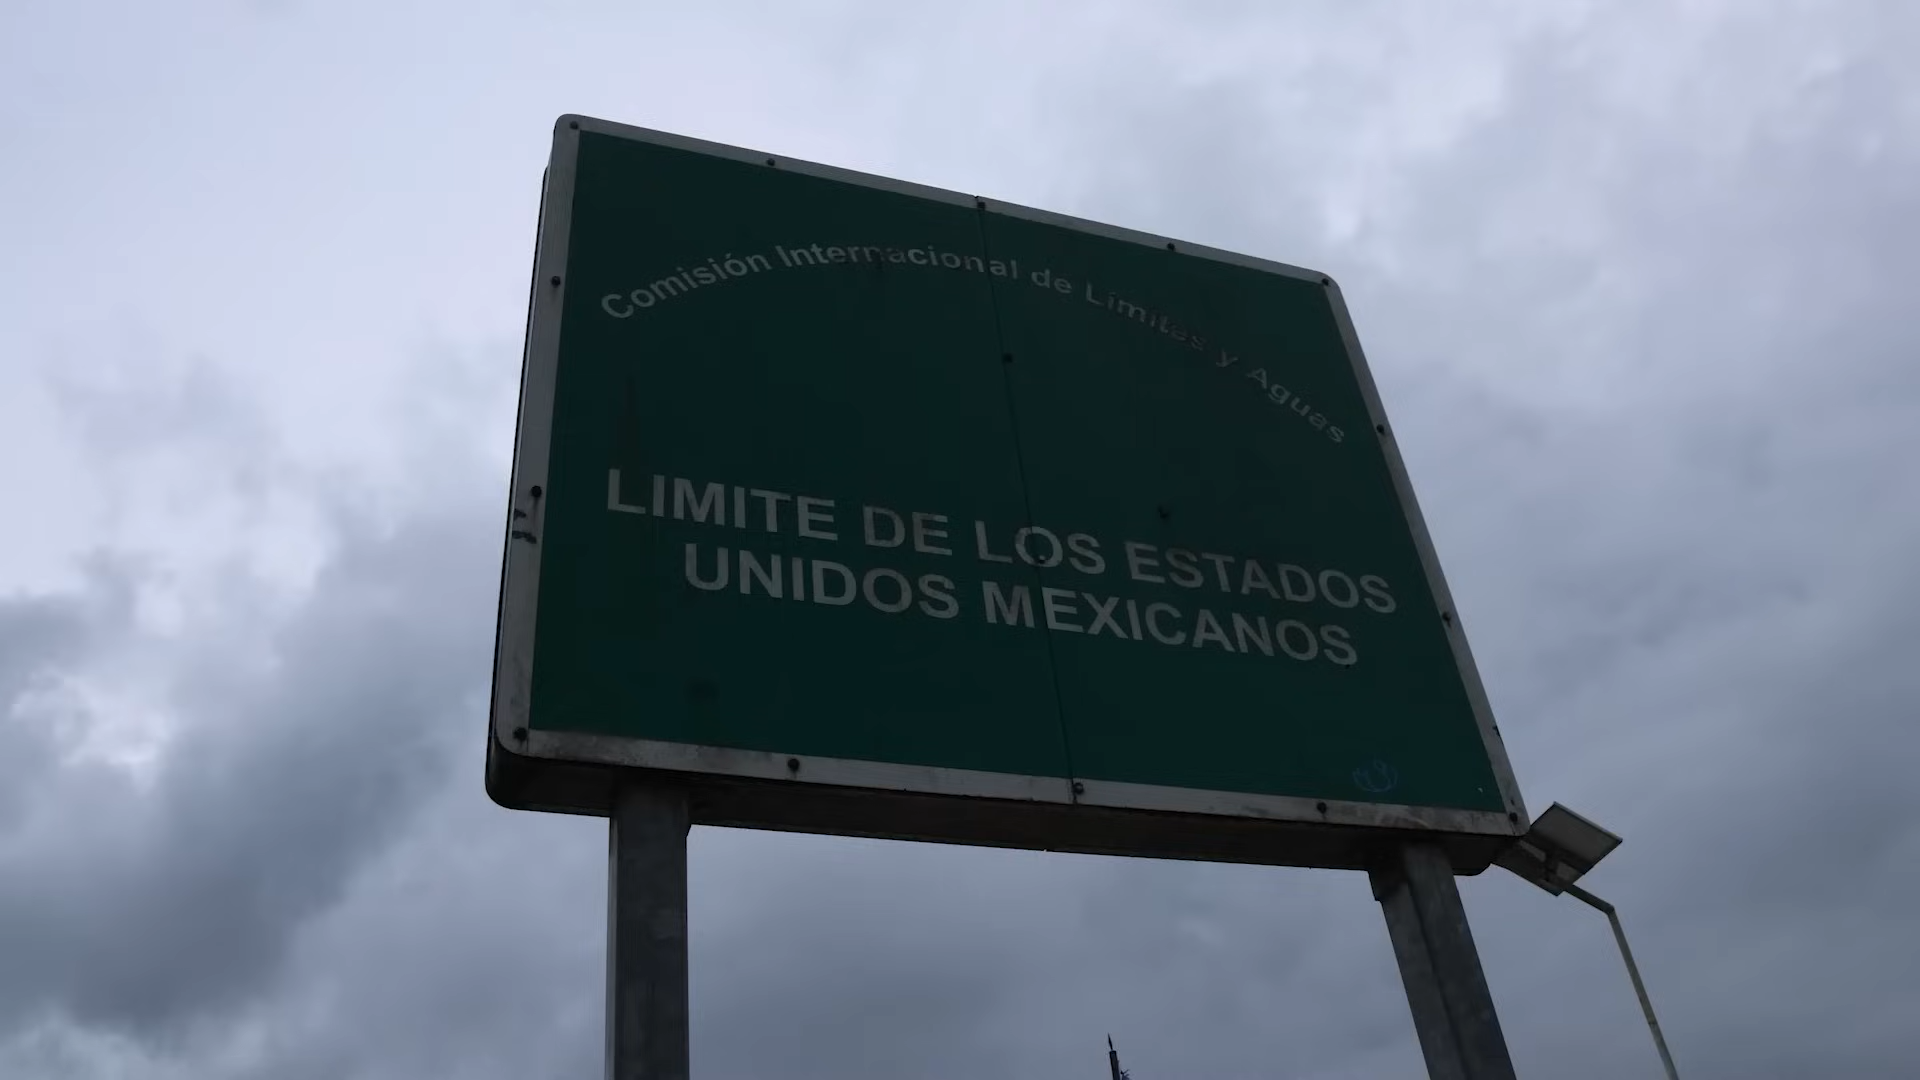 Comisión Internacional de Límites y Aguas
LIMITE DE LOS ESTADOS
UNIDOS MEXICANOS